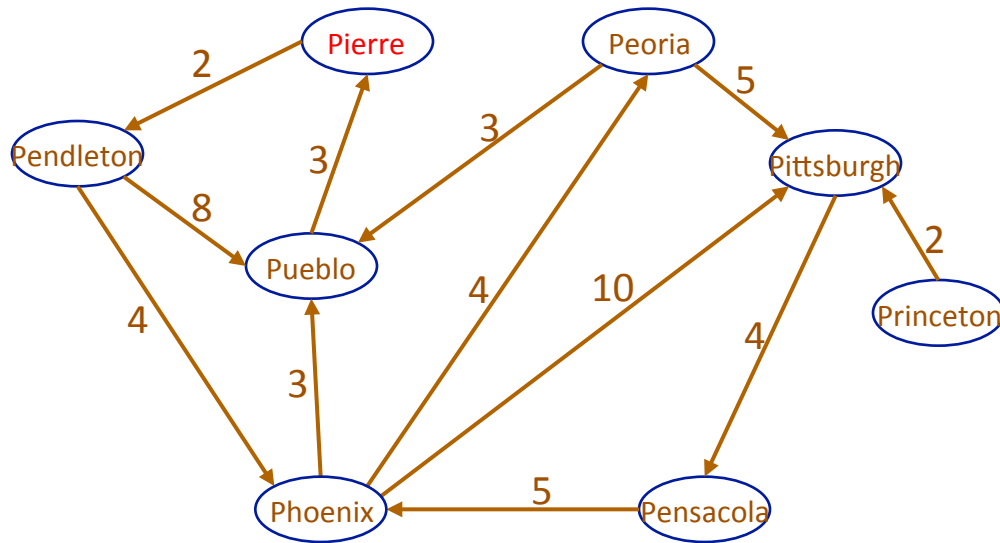 Pierre
Peoria
2
5
Pendleton
3
3
Pittsburgh
8
Pueblo
2
4
10
4
Princeton
4
3
5
Phoenix
Pensacola